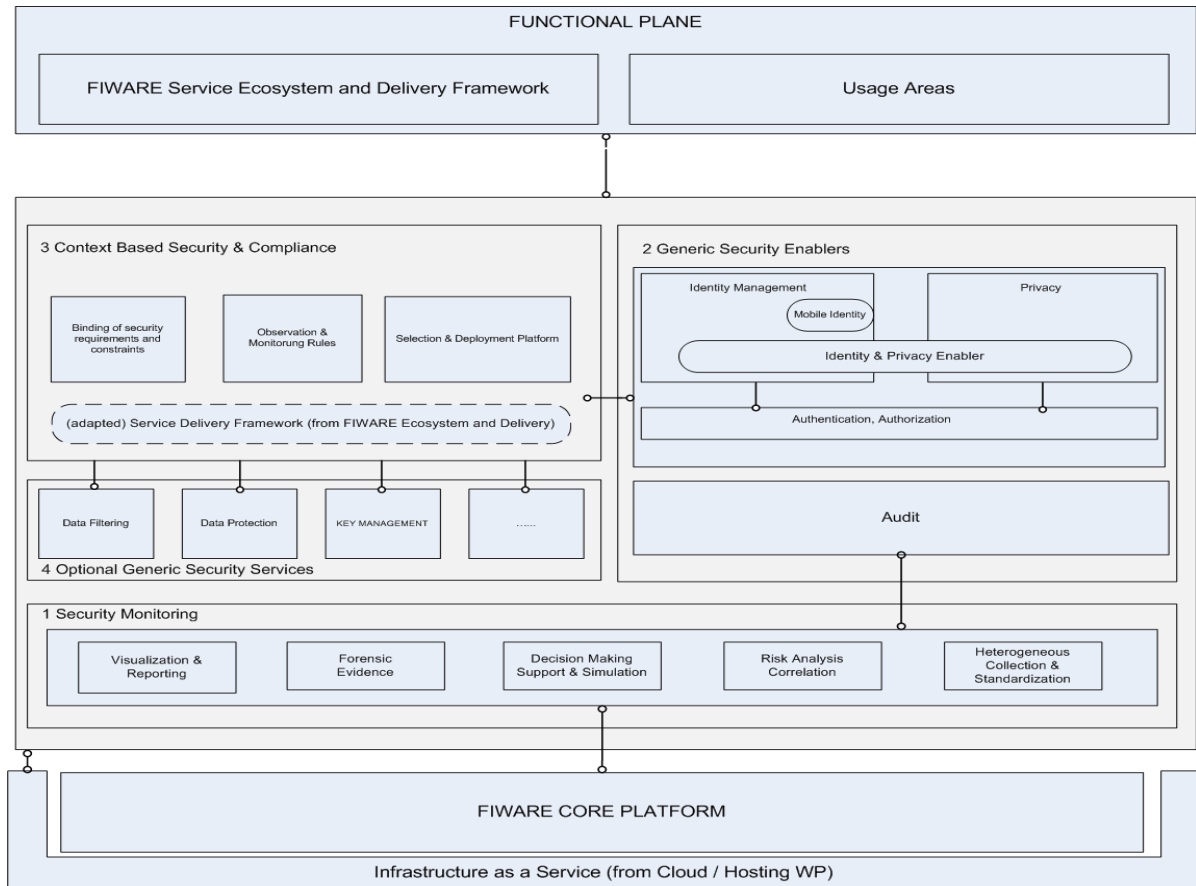 FUNCTIONAL PLANE
FIWARE Service Ecosystem and Delivery Framework
Usage Areas
3 Context Based Security & Compliance
Binding of security
requirements and
constraints
Observation &
Monitorung Rules
Selection & Deployment Platform
(adapted) Service Delivery Framework (from FIWARE Ecosystem and Delivery)
2 Generic Security Enablers
Identity Management
Privacy
Mobile Identity
Identity & Privacy Enabler
Authentication, Authorization
Audit
Data Filtering
Data Protection
KEY MANAGEMENT
......
4 Optional Generic Security Services
1 Security Monitoring
Visualization &
Reporting
Forensic
Evidence
Decision Making
Support & Simulation
Risk Analysis
Correlation
Heterogeneous
Collection &
Standardization
FIWARE CORE PLATFORM
Infrastructure as a Service (from Cloud / Hosting WP)